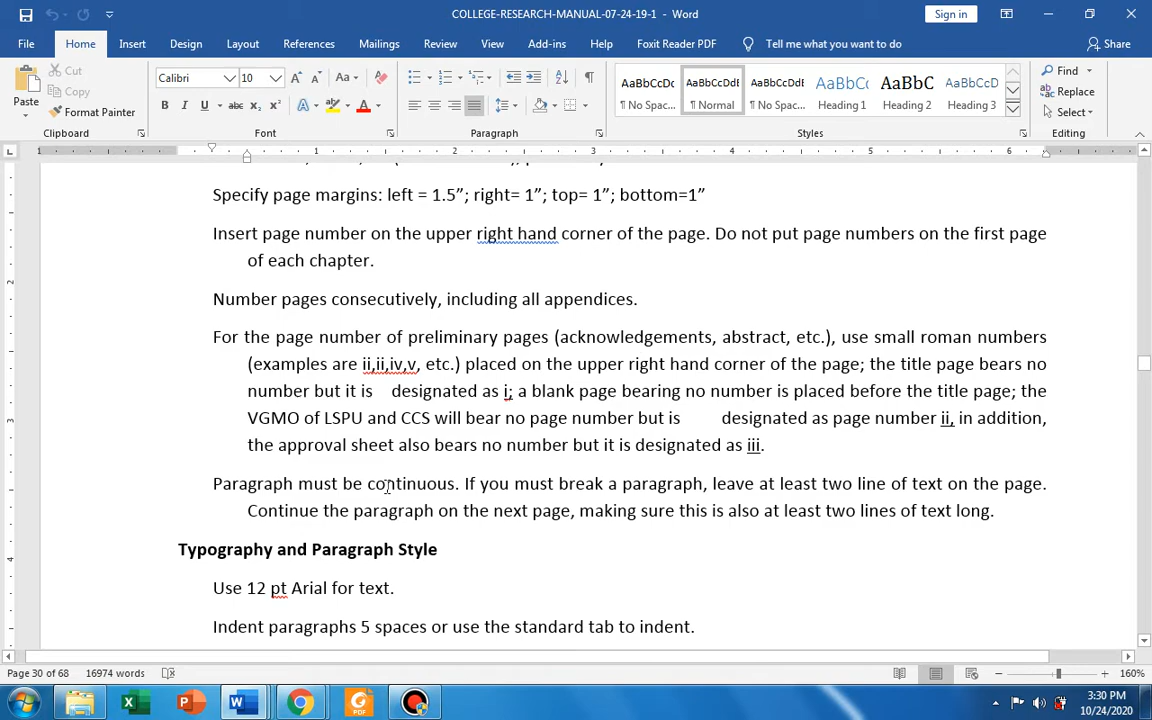 COLLEGE-RESEARCH-MANUAL-07-24-19-1 - Word
Sign in
File Home Insert Design Layout References Mailings Review View Add-ins Help Foxit Reader PDF Tell me what you want to do Share
Paste Cut Copy Format Painter
Clipboard
Calibri 10
Font
Paragraph
AaBbCcDc AaBbCcDdE AaBbCcDdE AaBbC AaBbC AaBbCcD
¶ No Spac... ¶ Normal ¶ No Spac... Heading 1 Heading 2 Heading 3
Styles
Find
Replace
Select
Editing
1 1 2 3 4 5 6
Specify page margins: left = 1.5”; right= 1”; top= 1”; bottom=1”
Insert page number on the upper right hand corner of the page. Do not put page numbers on the first page
of each chapter.
Number pages consecutively, including all appendices.
For the page number of preliminary pages (acknowledgements, abstract, etc.), use small roman numbers
(examples are ii,ii,iv,v, etc.) placed on the upper right hand corner of the page; the title page bears no
number but it is designated as i; a blank page bearing no number is placed before the title page; the
VGMO of LSPU and CCS will bear no page number but is designated as page number ii, in addition,
the approval sheet also bears no number but it is designated as iii.
Paragraph must be continuous. If you must break a paragraph, leave at least two line of text on the page.
Continue the paragraph on the next page, making sure this is also at least two lines of text long.
Typography and Paragraph Style
Use 12 pt Arial for text.
Indent paragraphs 5 spaces or use the standard tab to indent.
Page 30 of 68 16974 words 160%
3:30 PM
10/24/2020